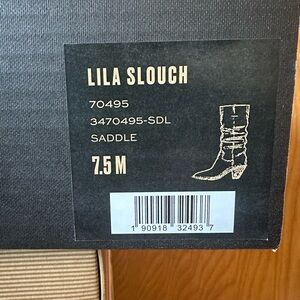 LILA SLOUCH
70495
3470495-SDL
SADDLE
7.5 M
1 90918 32493 7